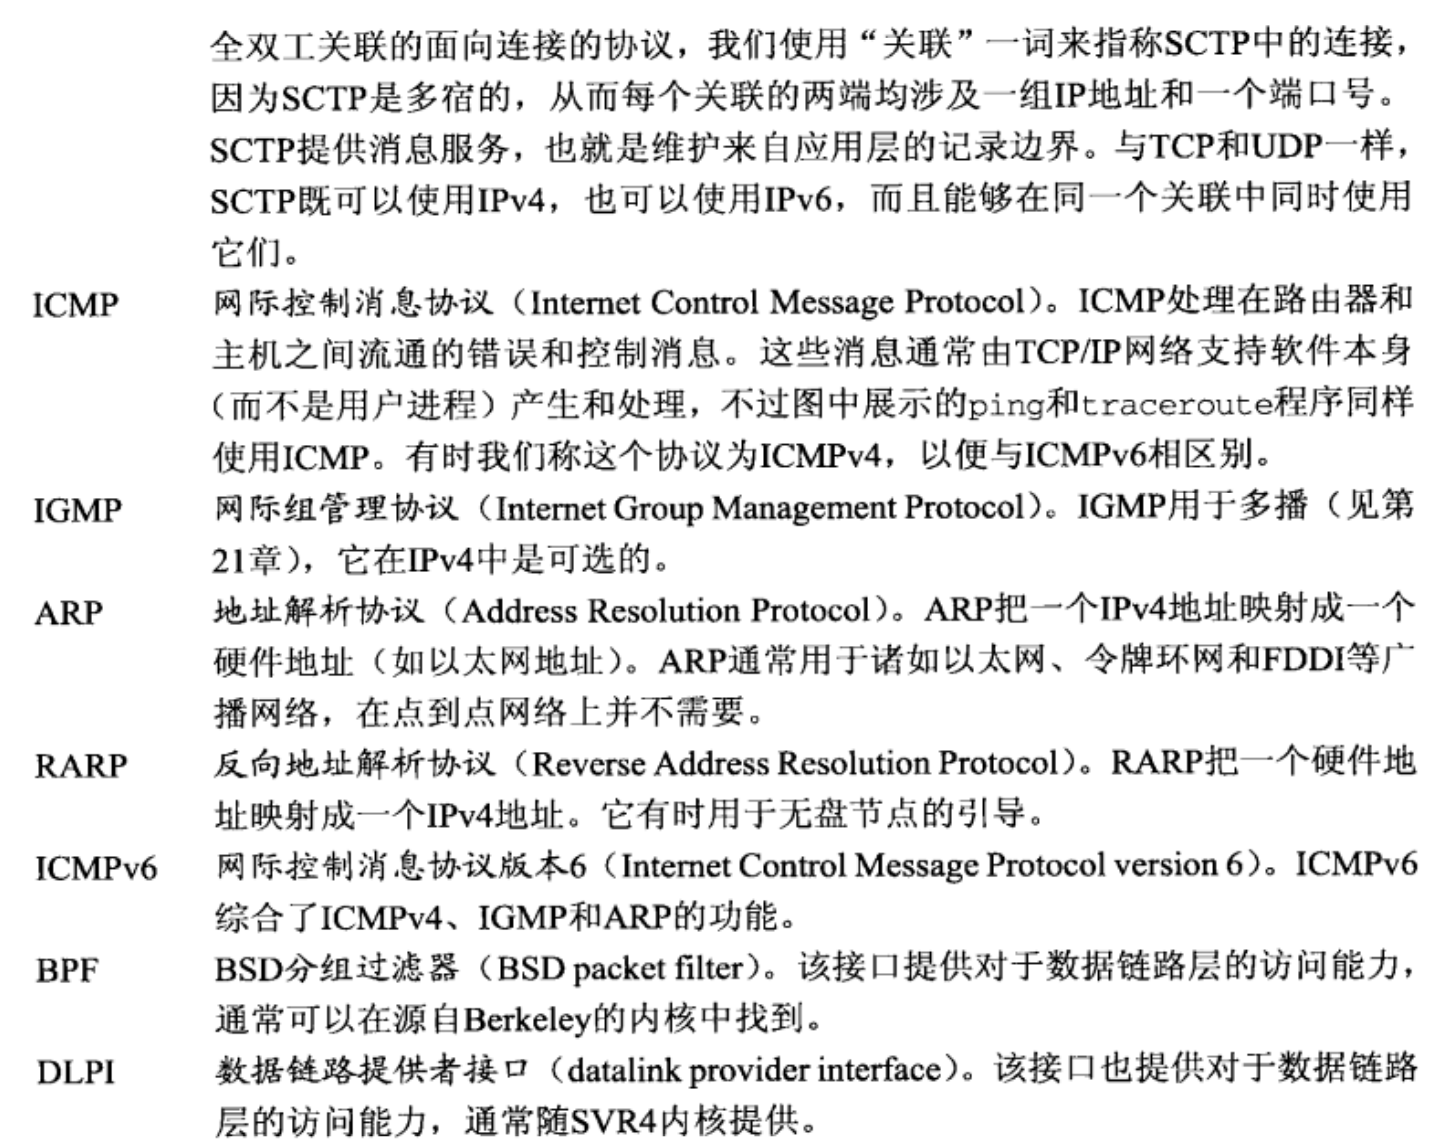 全双工关联的面向连接的协议，我们使用“关联”一词来指称SCTP中的连接，
因为SCTP是多宿的，从而每个关联的两端均涉及一组IP地址和一个端口号。
SCTP提供消息服务，也就是维护来自应用层的记录边界。与TCP和UDP一样，
SCTP既可以使用IPv4，也可以使用IPv6，而且能够在同一个关联中同时使用
它们。
ICMP 网际控制消息协议（Internet Control Message Protocol）。ICMP处理在路由器和
主机之间流通的错误和控制消息。这些消息通常由TCP/IP网络支持软件本身
（而不是用户进程）产生和处理，不过图中展示的ping和traceroute程序同样
使用ICMP。有时我们称这个协议为ICMPv4，以便与ICMPv6相区别。
IGMP 网际组管理协议（Internet Group Management Protocol）。IGMP用于多播（见第
21章），它在IPv4中是可选的。
ARP 地址解析协议（Address Resolution Protocol）。ARP把一个IPv4地址映射成一个
硬件地址（如以太网地址）。ARP通常用于诸如以太网、令牌环网和FDDI等广
播网络，在点到点网络上并不需要。
RARP 反向地址解析协议（Reverse Address Resolution Protocol）。RARP把一个硬件地
址映射成一个IPv4地址。它有时用于无盘节点的引导。
ICMPv6 网际控制消息协议版本6（Internet Control Message Protocol version 6）。ICMPv6
综合了ICMPv4、IGMP和ARP的功能。
BPF BSD分组过滤器（BSD packet filter）。该接口提供对于数据链路层的访问能力，
通常可以在源自Berkeley的内核中找到。
DLPI 数据链路提供者接口（datalink provider interface）。该接口也提供对于数据链路
层的访问能力，通常随SVR4内核提供。